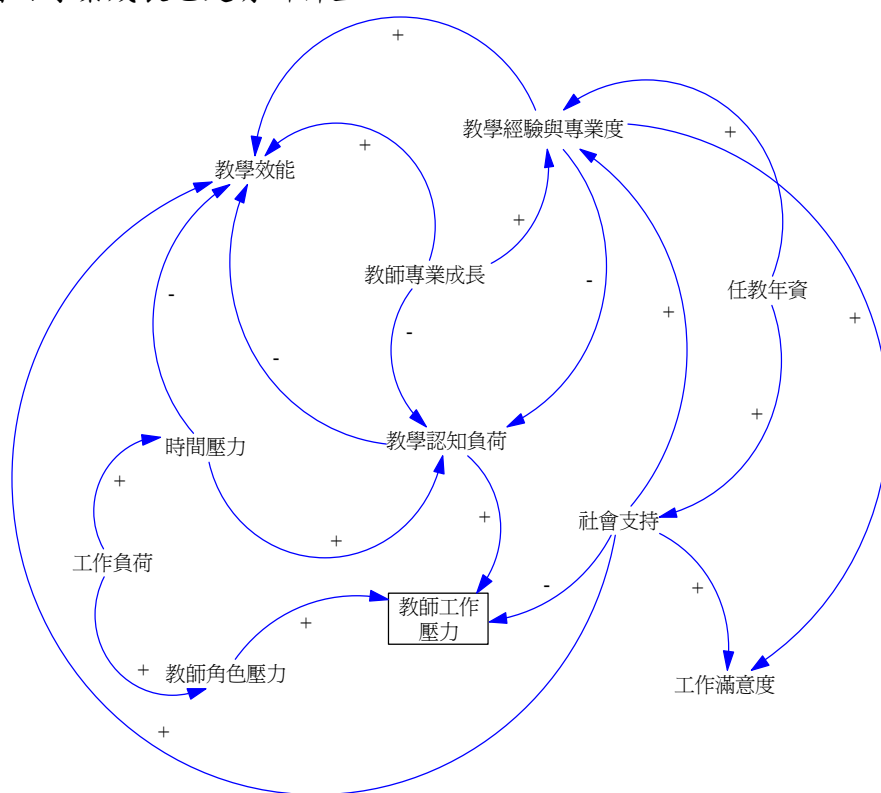 +
教學經驗與專業度
+
+
教學效能
+
教師專業成長
-
任教年資
-
+
-
+
-
+
教學認知負荷
時間壓力
+
+
社會支持
+
工作負荷
-
+
教師工作
壓力
+
+
教師角色壓力
工作滿意度
+